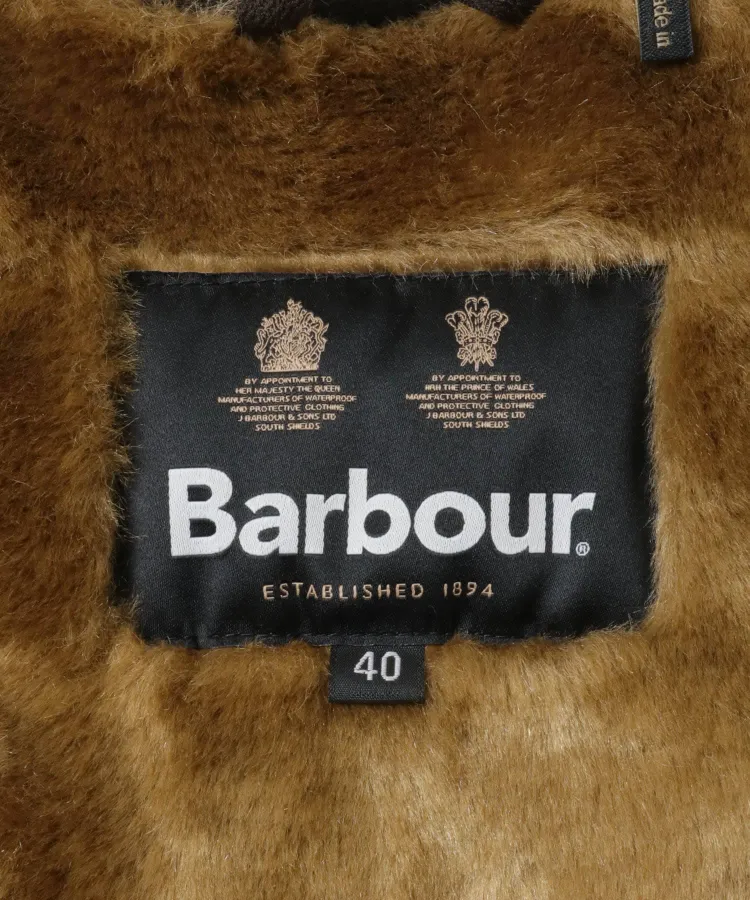 ade in
BY APPOINTMENT TO
HER MAJESTY THE QUEEN
MANUFACTURERS OF WATERPROOF
AND PROTECTIVE CLOTHING
J BARBOUR & SONS LTD
SOUTH SHIELDS
BY APPOINTMENT TO
HRH THE PRINCE OF WALES
MANUFACTURERS OF WATERPROOF
AND PROTECTIVE CLOTHING
J BARBOUR & SONS LTD
SOUTH SHIELDS
Barbour®
ESTABLISHED 1894
40